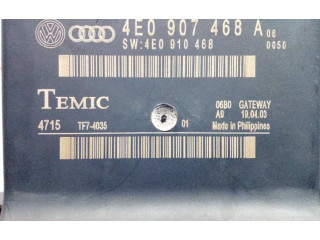 4E0 907 468 A 06
SW:4E0 910 468 0050
TEMIC
06B0 GATEWAY
A9 19.04.03
4715 TF7-4035 01 Made in Philippines